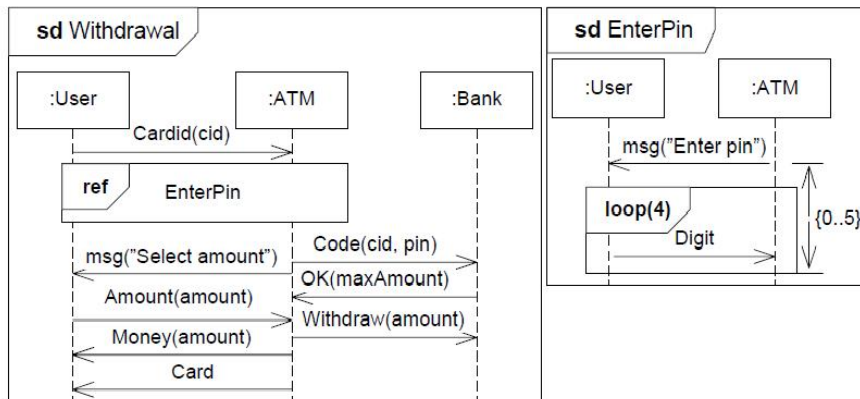 sd Withdrawal
:User
:ATM
:Bank
Cardid(cid)
ref
EnterPin
Code(cid, pin)
msg("Select amount")
OK(maxAmount)
Amount(amount)
Withdraw(amount)
Money(amount)
Card
sd EnterPin
:User
:ATM
msg("Enter pin")
loop(4)
{0..5}
Digit